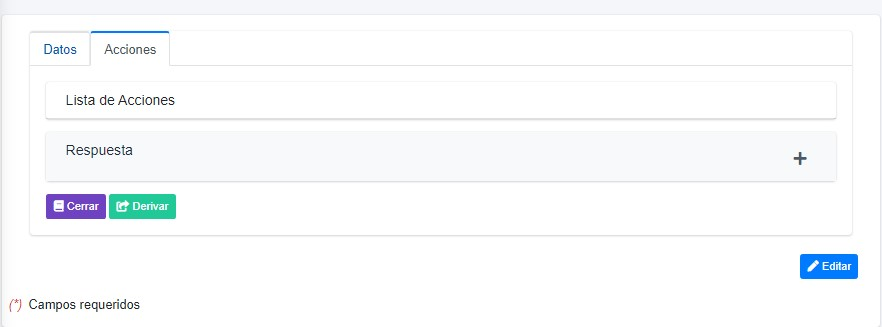 Datos Acciones
Lista de Acciones
Respuesta
Cerrar Derivar
Editar
(*) Campos requeridos